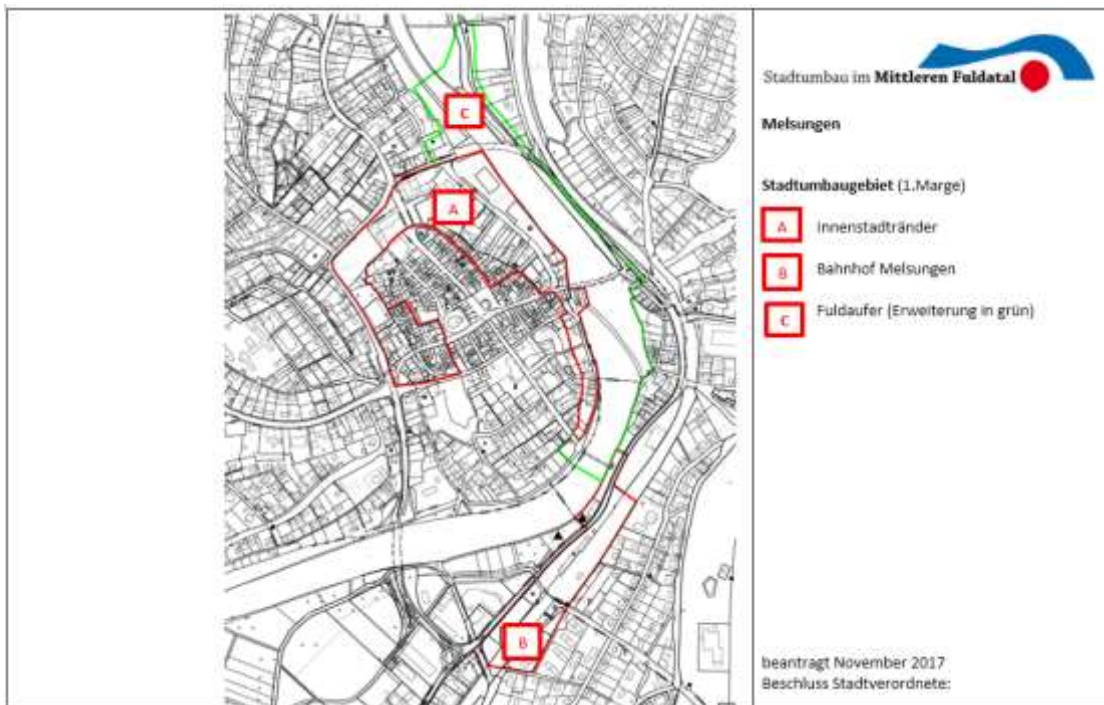 C
A
B
Stadtumbau im Mittleren Fuldatal
Melsungen
Stadtumbaugebiet (1.Marge)
A Innenstadtränder
B Bahnhof Melsungen
C Fuldaufer (Erweiterung in grün)
beantragt November 2017
Beschluss Stadtverordnete: